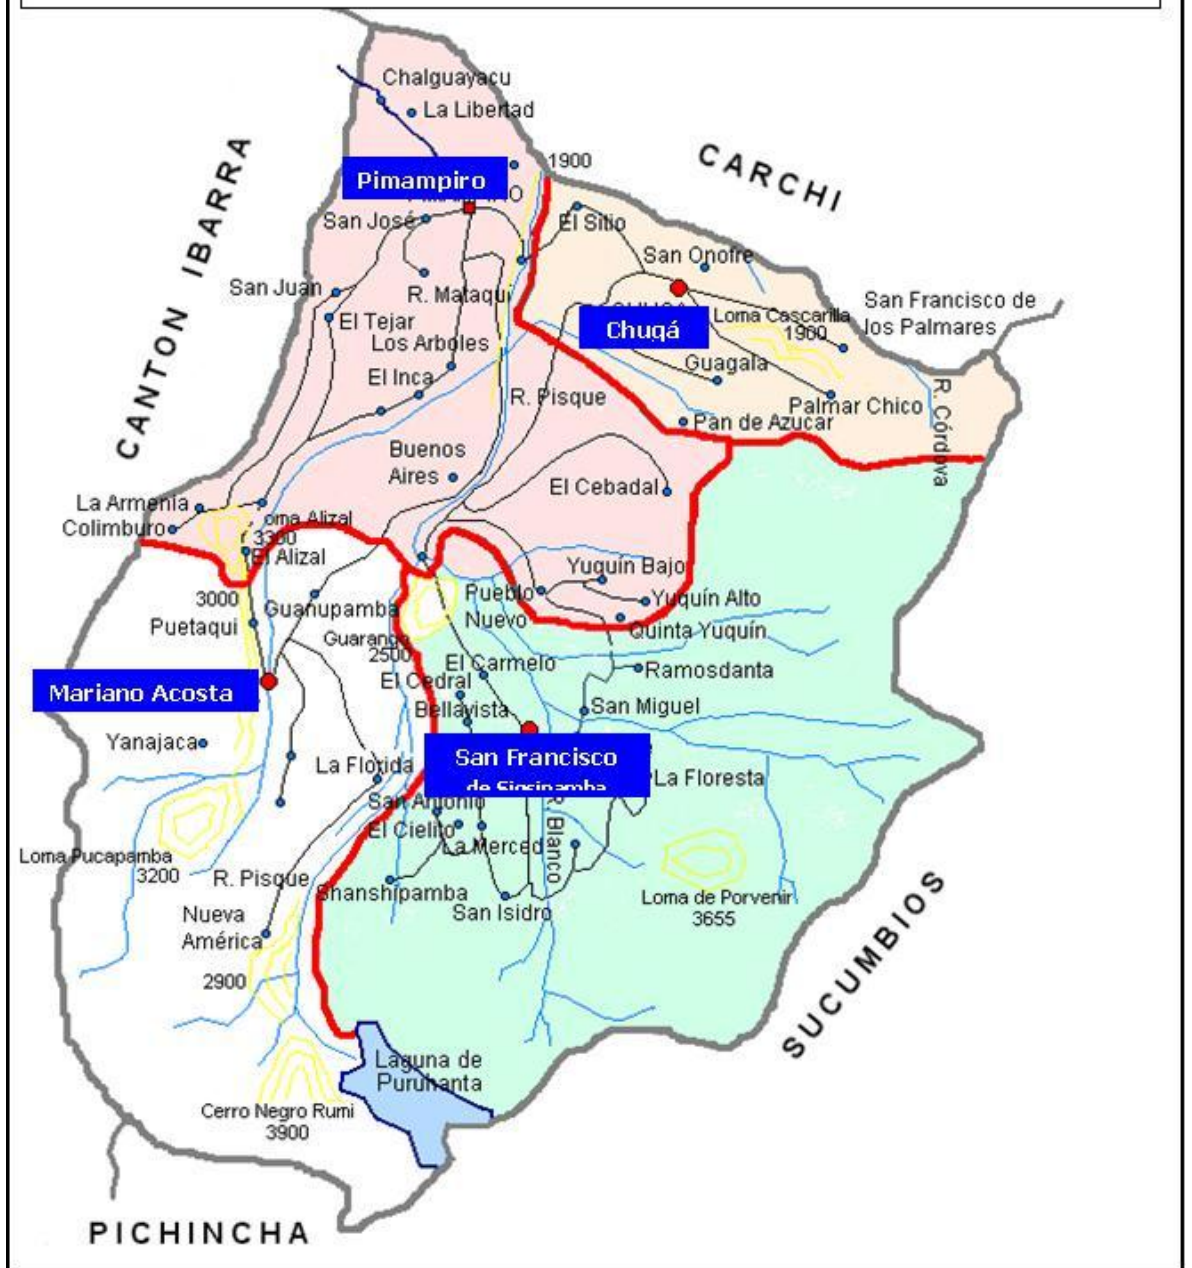 Chalguayacu
La Libertad
1900
CARCHI
CANTON IBARRA
Pimampiro
San José
El Sitio
San Onofre
San Juan
R. Mataqui
San Francisco de
los Palmares
El Tejar
Loma Cascarilla
1900
Chugá
Los Arboles
Guagala
El Inca
R. Pisque
Palmar Chico
R. Córdova
Pan de Azucar
Buenos
Aires
El Cebadal
La Armenia
Colimburo
oma Alizal
3300
El Alizal
Yuquín Bajo
3000
Guanupamba
Pueblo
Nuevo
Yuquín Alto
Puetaqui
Guarango
2500
Quinta Yuquín
El Carmelo
Ramosdanta
El Cedral
Mariano Acosta
Bellavista
San Miguel
Yanajaca
San Francisco
de Sigsipamba
La Florida
La Floresta
San Antonio
El Cielito
La Merced
R. Blanco
Loma Pucapamba
3200
R. Pisque
Shanshipamba
San Isidro
Loma de Porvenir
3655
Nueva
América
2900
SUCUMBIOS
Laguna de
Puruhanta
Cerro Negro Rumi
3900
PICHINCHA